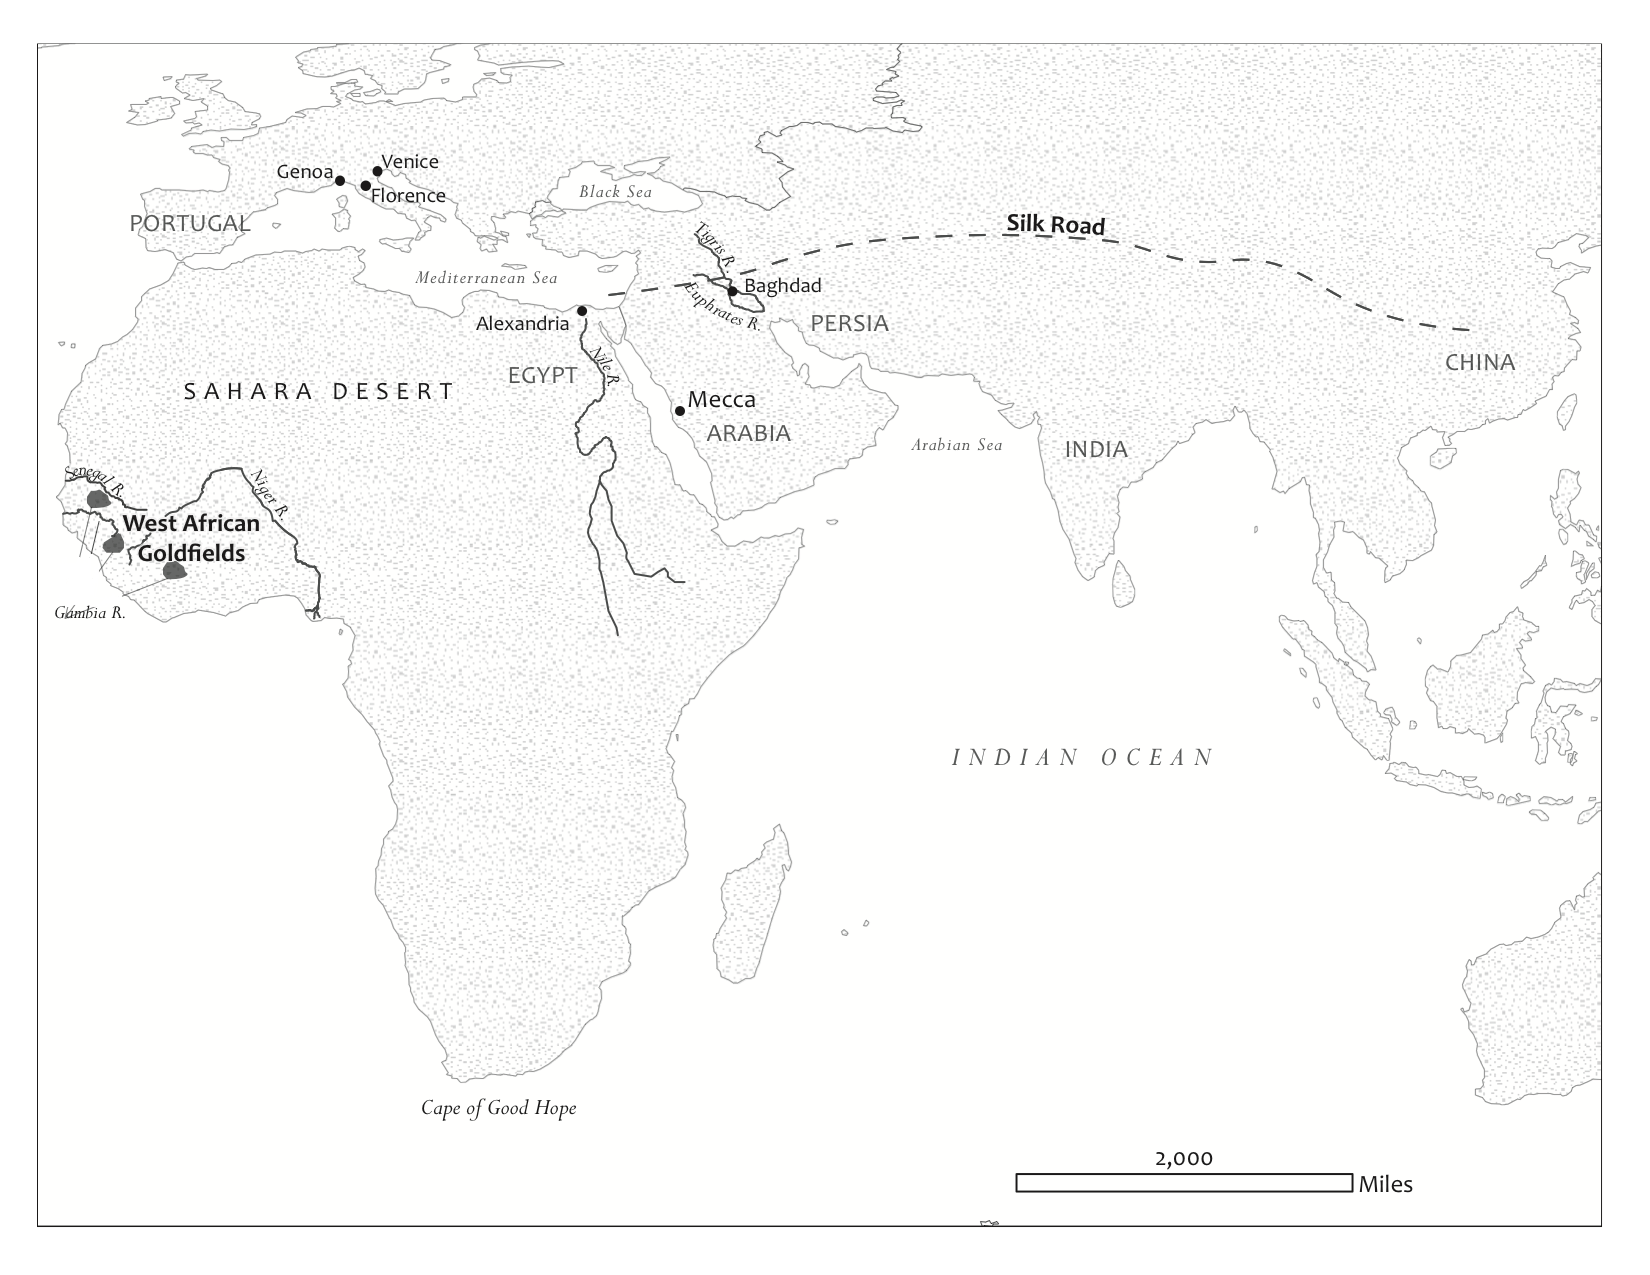 Venice
Genoa
Florence
Black Sea
PORTUGAL
Silk Road
Tigris R.
Mediterranean Sea
Baghdad
Euphrates R.
Alexandria
PERSIA
Nile R.
EGYPT
CHINA
SAHARA DESERT
Mecca
ARABIA
Arabian Sea
INDIA
Senegal R.
Niger R.
West African
Goldfields
Gambia R.
INDIAN OCEAN
Cape of Good Hope
2,000
Miles